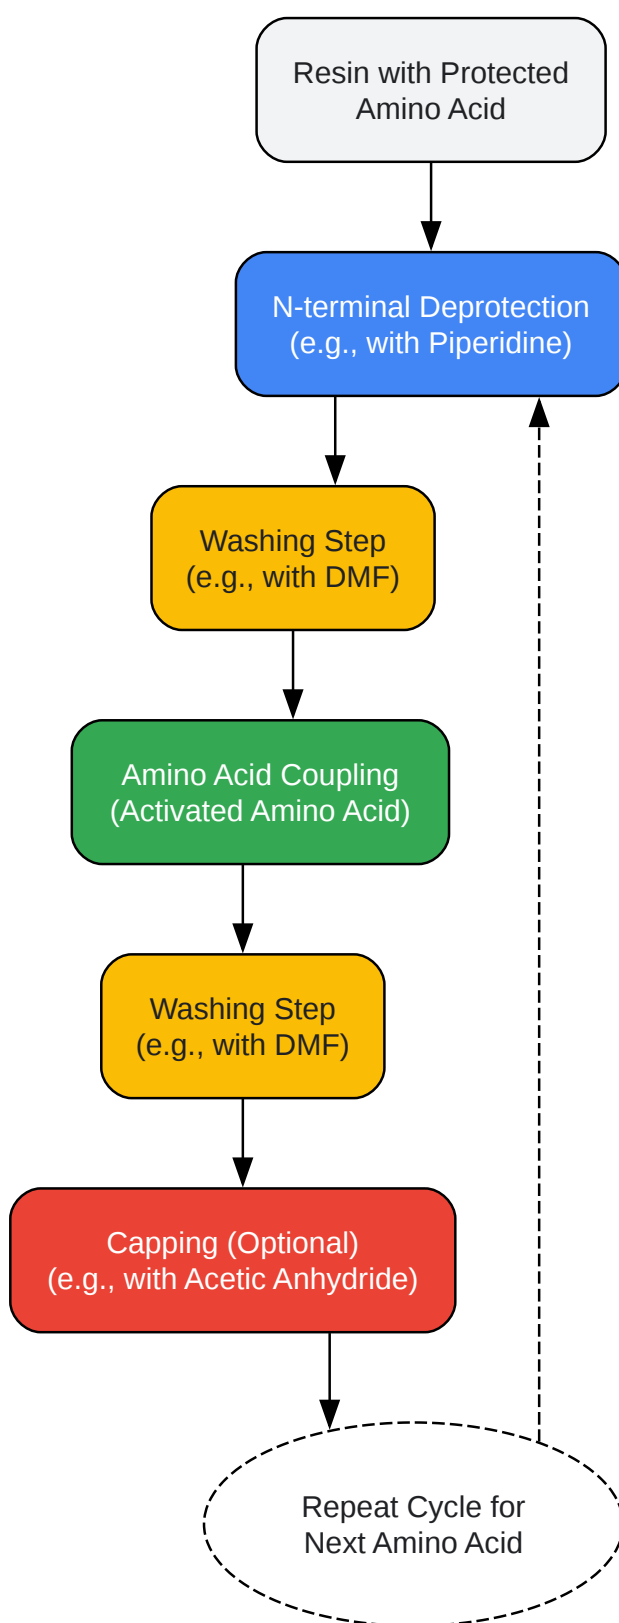 Resin with Protected
Amino Acid
N-terminal Deprotection
(e.g., with Piperidine)
Washing Step
(e.g., with DMF)
Amino Acid Coupling
(Activated Amino Acid)
Washing Step
(e.g., with DMF)
Capping (Optional)
(e.g., with Acetic Anhydride)
Repeat Cycle for
Next Amino Acid